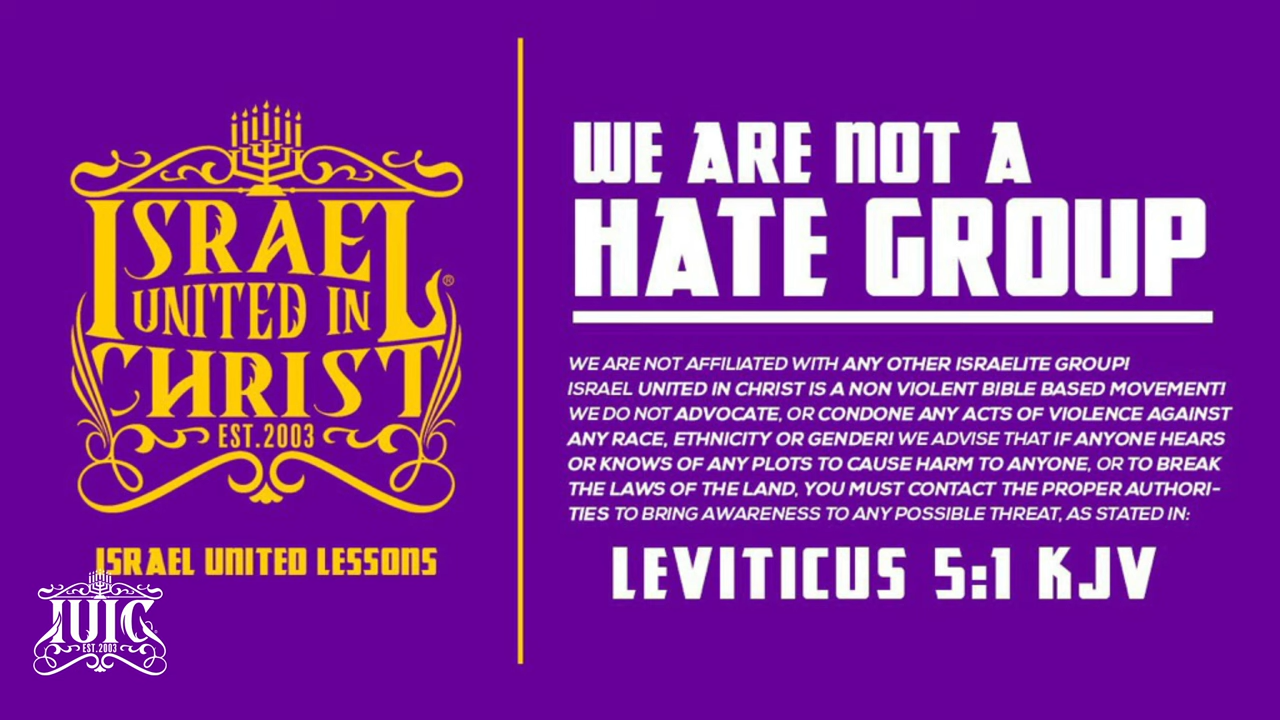 ISRAEL
UNITED IN
CHRIST
®
EST.2003
ISRAEL UNITED LESSONS
IUIC
EST.2003
WE ARE NOT A
HATE GROUP
WE ARE NOT AFFILIATED WITH ANY OTHER ISRAELITE GROUP!
ISRAEL UNITED IN CHRIST IS A NON VIOLENT BIBLE BASED MOVEMENT!
WE DO NOT ADVOCATE, OR CONDONE ANY ACTS OF VIOLENCE AGAINST
ANY RACE, ETHNICITY OR GENDER! WE ADVISE THAT IF ANYONE HEARS
OR KNOWS OF ANY PLOTS TO CAUSE HARM TO ANYONE, OR TO BREAK
THE LAWS OF THE LAND, YOU MUST CONTACT THE PROPER AUTHORI-
TIES TO BRING AWARENESS TO ANY POSSIBLE THREAT, AS STATED IN:
LEVITICUS 5:1 KJV